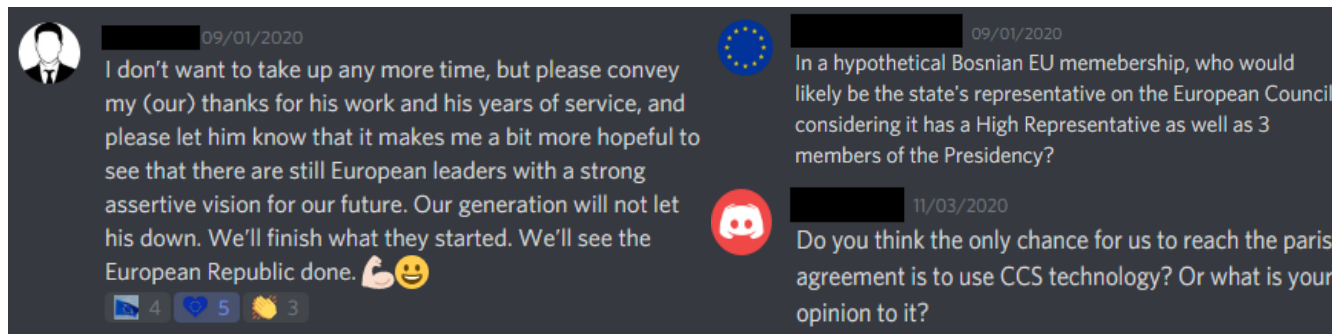 09/01/2020
I don't want to take up any more time, but please convey
my (our) thanks for his work and his years of service, and
please let him know that it makes me a bit more hopeful to
see that there are still European leaders with a strong
assertive vision for our future. Our generation will not let
his down. We'll finish what they started. We'll see the
European Republic done. 💪😀
4 5 3
09/01/2020
In a hypothetical Bosnian EU memebership, who would
likely be the state's representative on the European Council
considering it has a High Representative as well as 3
members of the Presidency?
11/03/2020
Do you think the only chance for us to reach the paris
agreement is to use CCS technology? Or what is your
opinion to it?